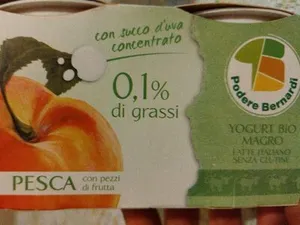 con succo d'uva
concentrato
0,1%
di grassi
PESCA
con pezzi
di frutta
Podere Bernardi
YOGURT BIO
MAGRO
LATTE ITALIANO
SENZA GLUTINE